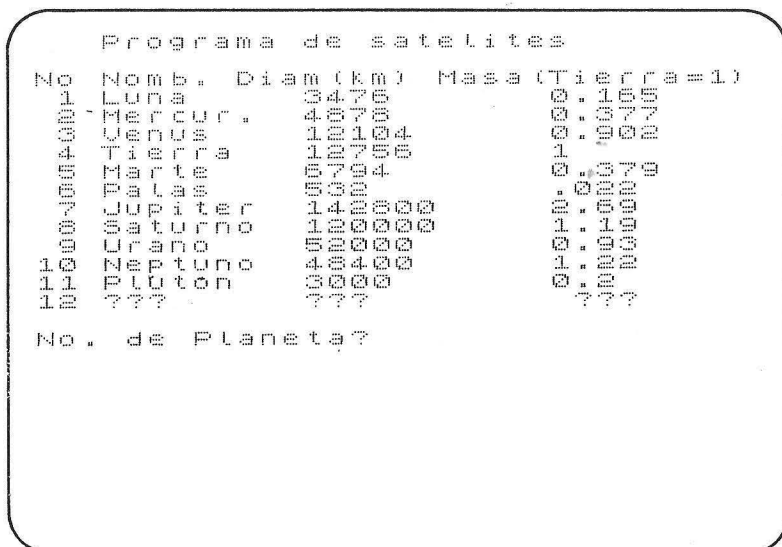 Programa de satelites
No Nomb. Diam(km) Masa(Tierra=1)
1 Luna 3476 0.165
2 Mercur. 4878 0.377
3 Venus 12104 0.902
4 Tierra 12756 1
5 Marte 6794 0.379
6 Palas 532 .022
7 Jupiter 142800 2.69
8 Saturno 120000 1.19
9 Urano 52000 0.93
10 Neptuno 48400 1.22
11 Pluton 3000 0.2
12 ??? ??? ???
No. de Planeta?